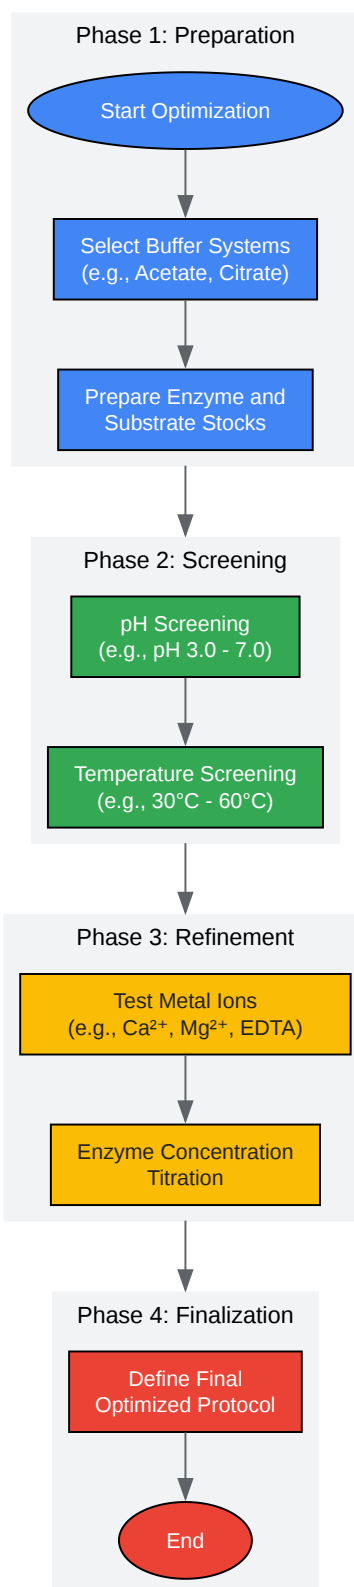 Phase 1: Preparation
Start Optimization
Select Buffer Systems
(e.g., Acetate, Citrate)
Prepare Enzyme and
Substrate Stocks
Phase 2: Screening
pH Screening
(e.g., pH 3.0 - 7.0)
Temperature Screening
(e.g., 30°C - 60°C)
Phase 3: Refinement
Test Metal Ions
(e.g., Ca²⁺, Mg²⁺, EDTA)
Enzyme Concentration
Titration
Phase 4: Finalization
Define Final
Optimized Protocol
End